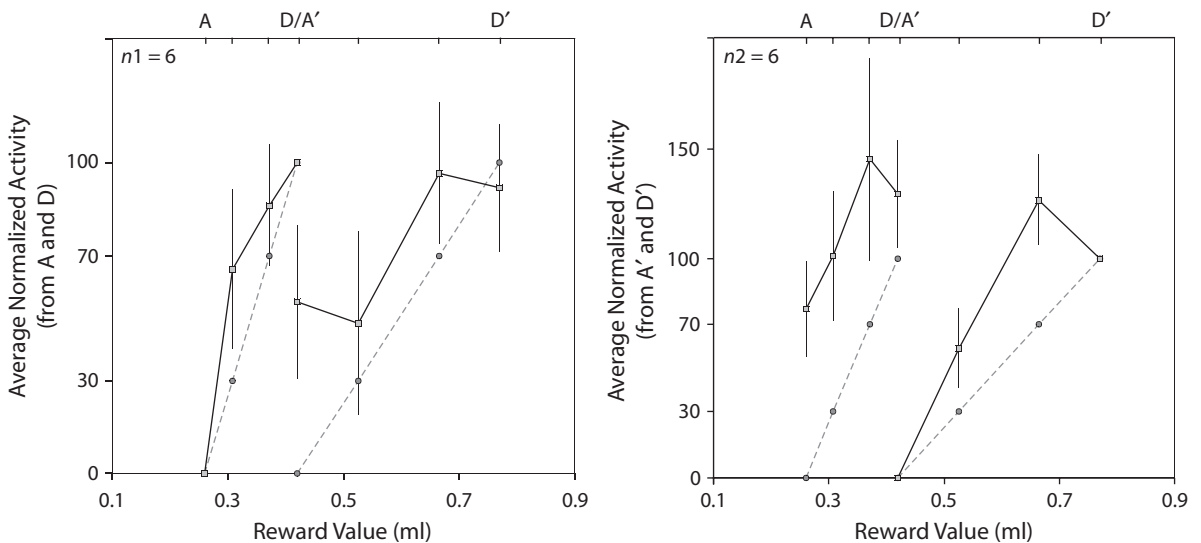 A D/A′ D′
n1 = 6
Average Normalized Activity
(from A and D)
100
70
30
0
0.1 0.3 0.5 0.7 0.9
Reward Value (ml)
A D/A′ D′
n2 = 6
Average Normalized Activity
(from A′ and D′)
150
100
70
30
0
0.1 0.3 0.5 0.7 0.9
Reward Value (ml)